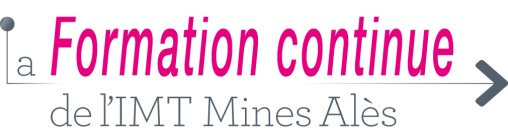 la Formation continue
de l'IMT Mines Alès